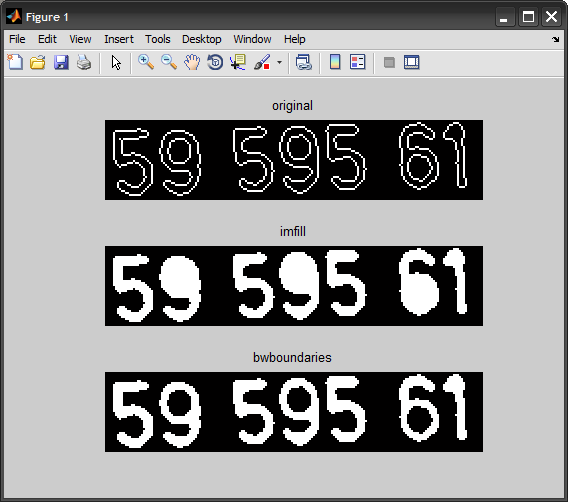 Figure 1
File Edit View Insert Tools Desktop Window Help
original
59 595 61
imfill
59 595 61
bwboundaries
59 595 61